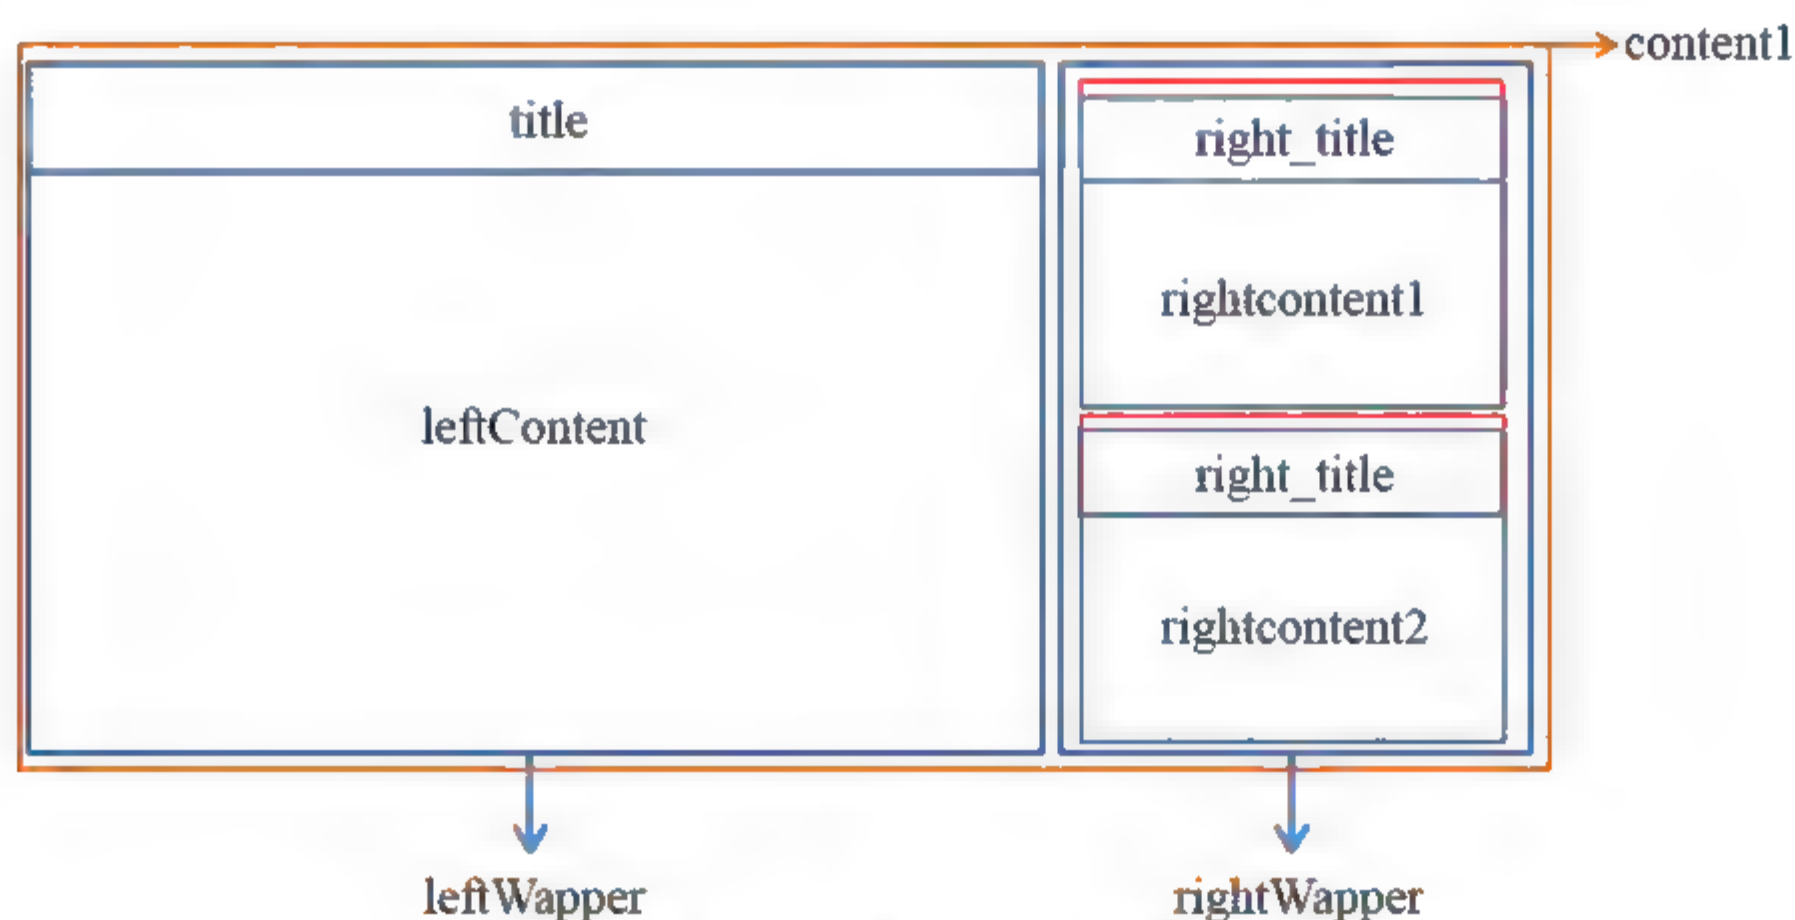 content1
title
right_title
rightcontent1
leftContent
right_title
rightcontent2
leftWapper
rightWapper